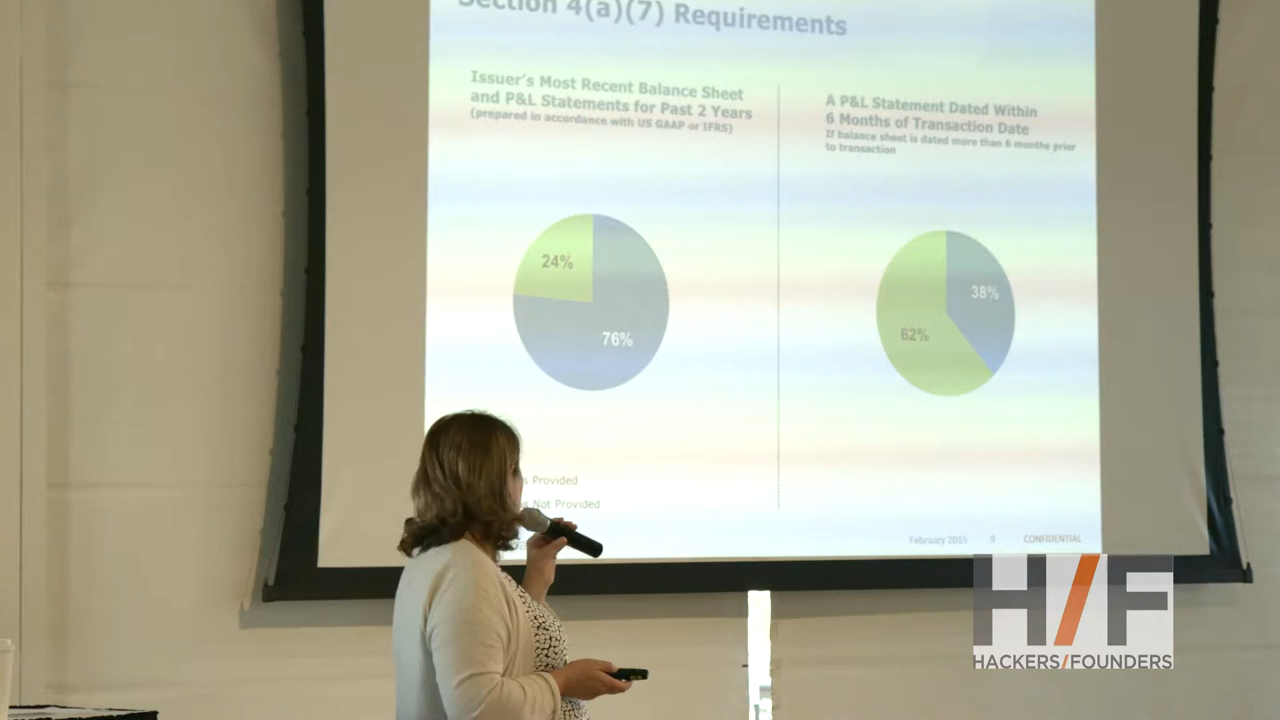 Section 4(a)(7) Requirements
Issuer's Most Recent Balance Sheet
and P&L Statements for Past 2 Years
(prepared in accordance with US GAAP or IFRS)
24%
76%
A P&L Statement Dated Within
6 Months of Transaction Date
If balance sheet is dated more than 6 months prior
to transaction
38%
62%
Provided
Not Provided
February 2015 9 CONFIDENTIAL
H/F
HACKERS/FOUNDERS